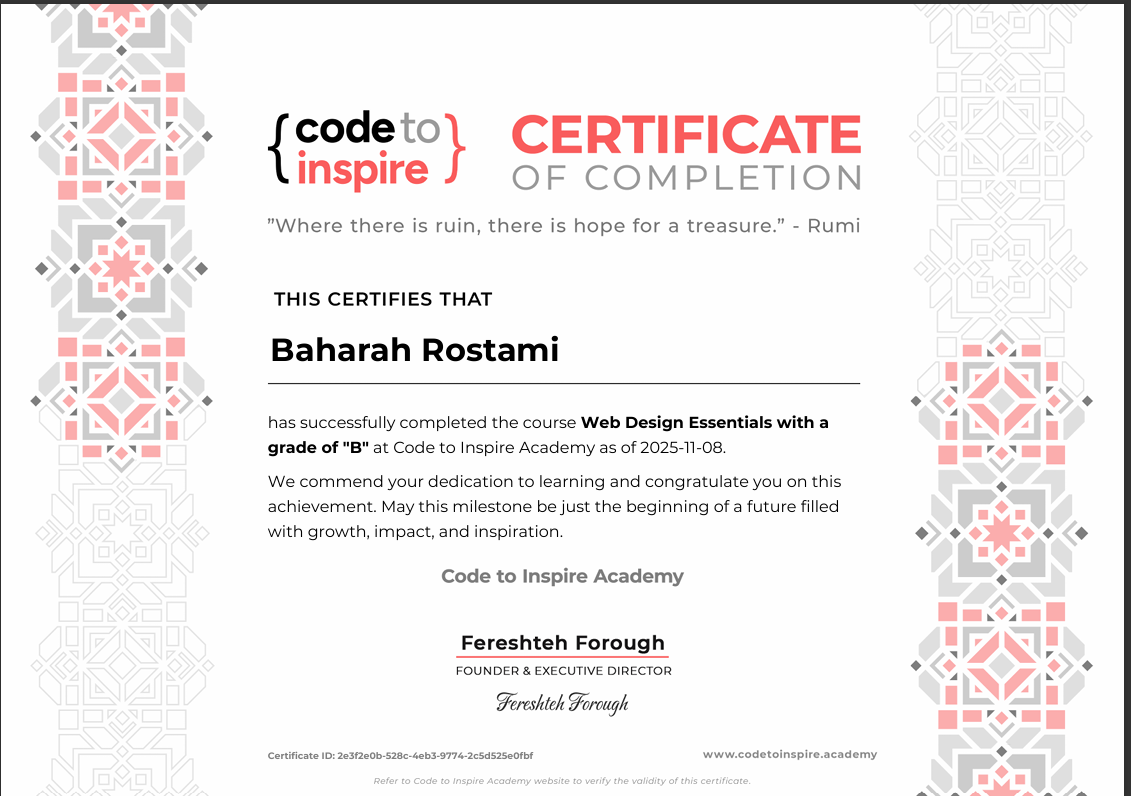 { code to
inspire }
CERTIFICATE
OF COMPLETION
”Where there is ruin, there is hope for a treasure.” - Rumi
THIS CERTIFIES THAT
Baharah Rostami
has successfully completed the course Web Design Essentials with a
grade of "B" at Code to Inspire Academy as of 2025-11-08.
We commend your dedication to learning and congratulate you on this
achievement. May this milestone be just the beginning of a future filled
with growth, impact, and inspiration.
Code to Inspire Academy
Fereshteh Forough
FOUNDER & EXECUTIVE DIRECTOR
Fereshteh Forough
Certificate ID: 2e3f2e0b-528c-4eb3-9774-2c5d525e0fbf
www.codetoinspire.academy
Refer to Code to Inspire Academy website to verify the validity of this certificate.